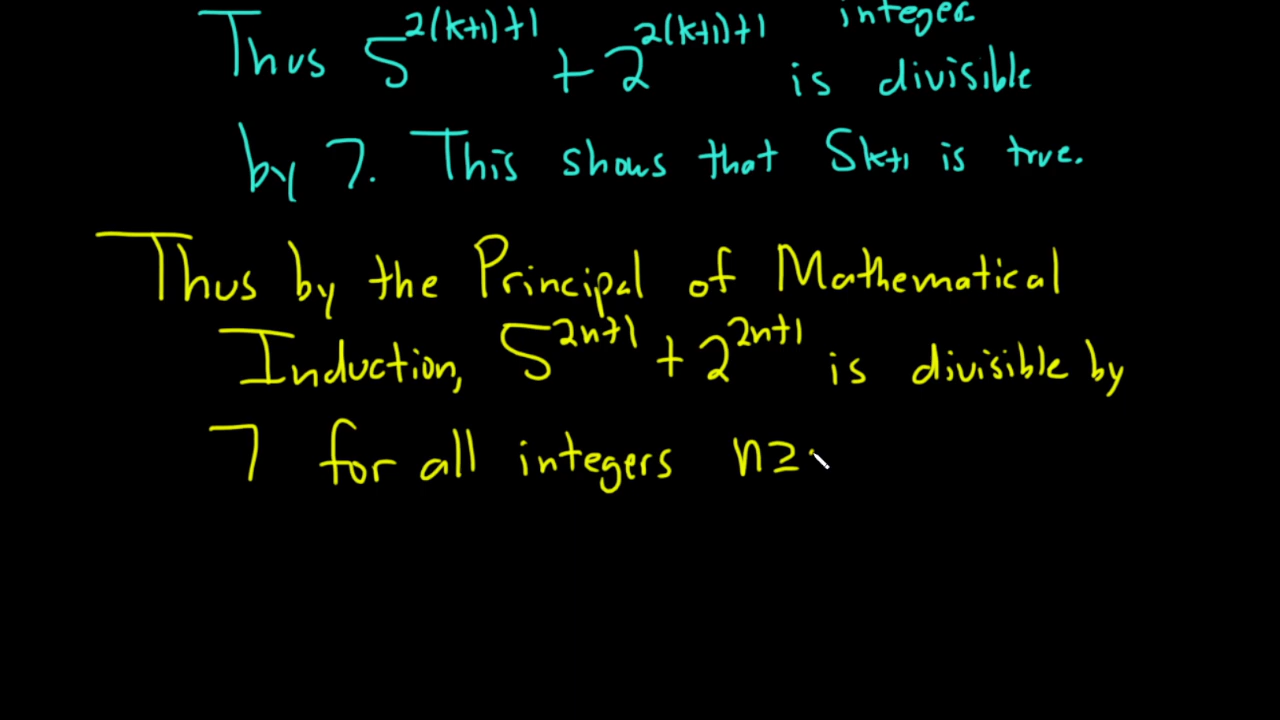 integer.
Thus 5^{2(k+1)+1} + 2^{2(k+1)+1} is divisible
by 7. This shows that S_{k+1} is true.
Thus by the Principal of Mathematical
Induction, 5^{2n+1} + 2^{2n+1} is divisible by
7 for all integers n≥